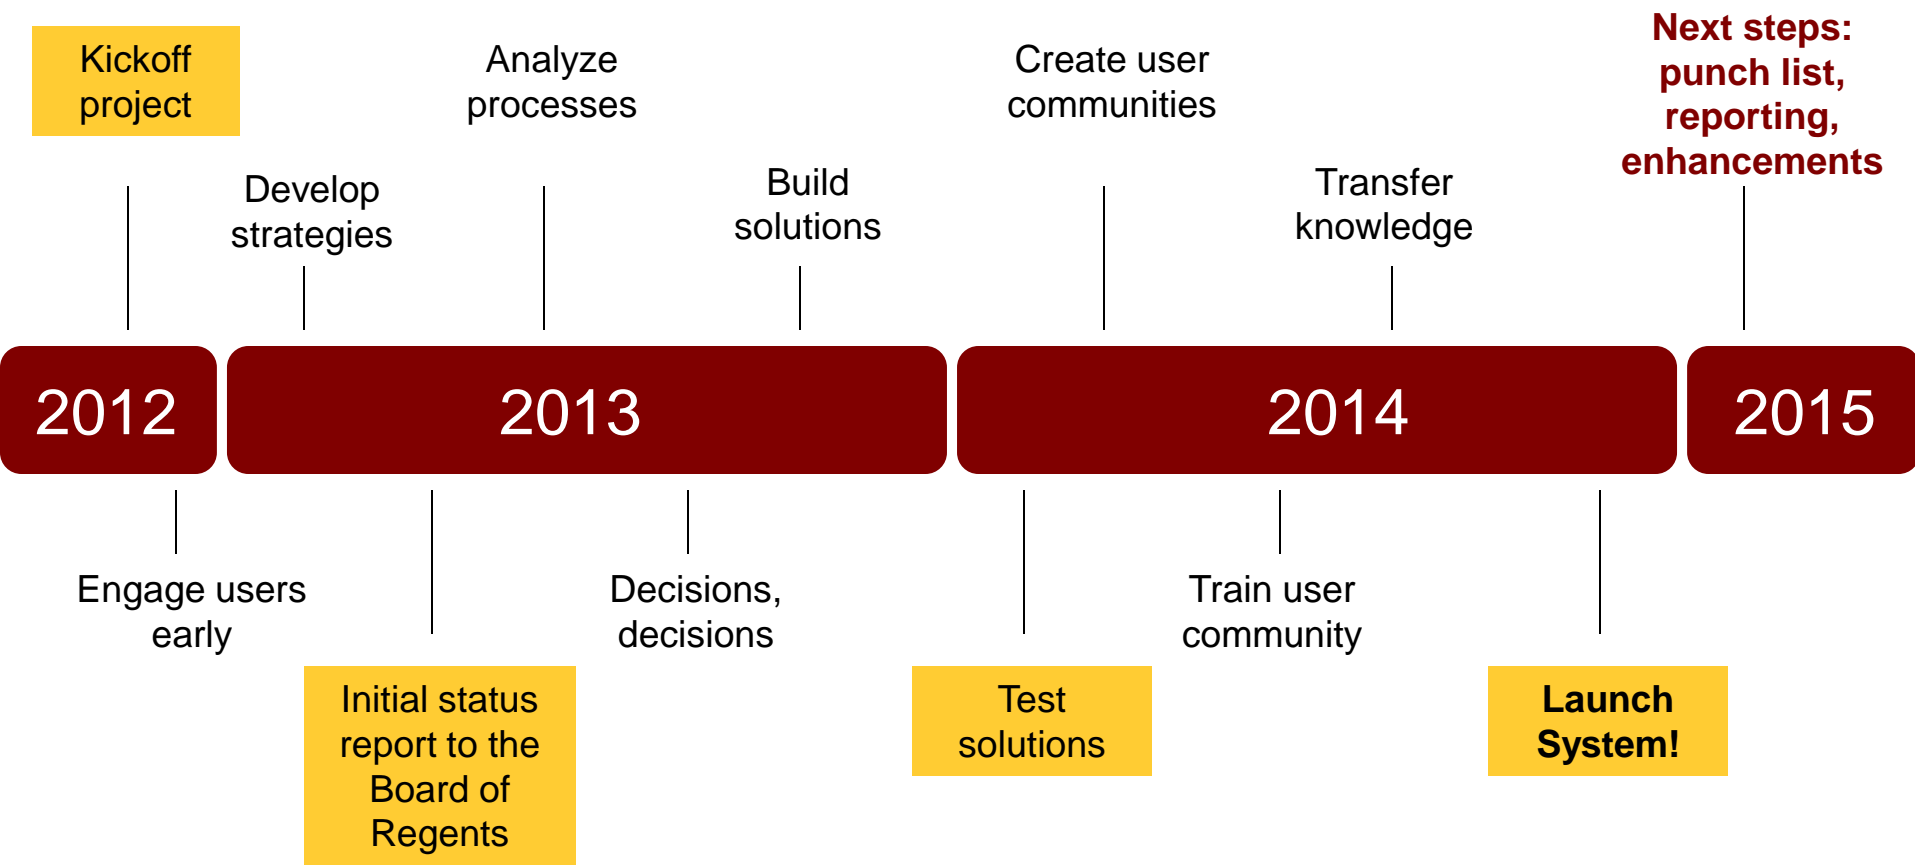 Kickoff
project
Analyze
processes
Create user
communities
Next steps:
punch list,
reporting,
enhancements
Develop
strategies
Build
solutions
Transfer
knowledge
2012
2013
2014
2015
Engage users
early
Decisions,
decisions
Train user
community
Initial status
report to the
Board of
Regents
Test
solutions
Launch
System!